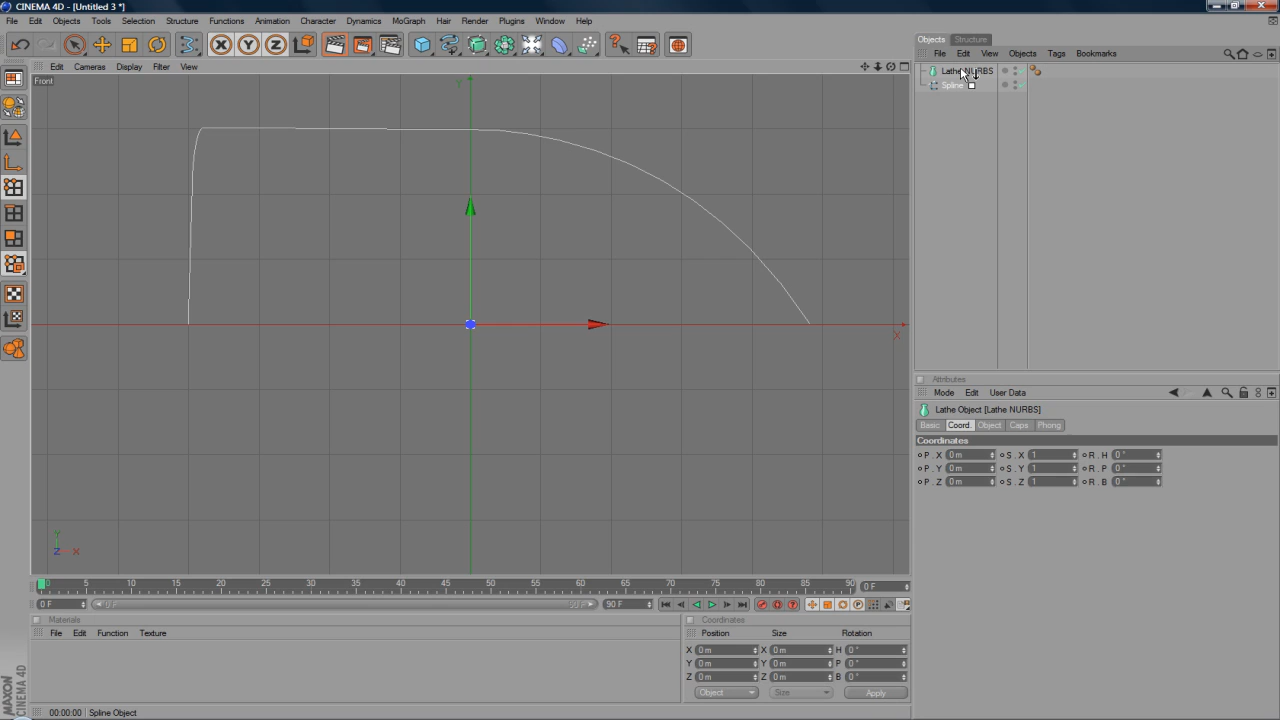 CINEMA 4D - [Untitled 3 *]
File Edit Objects Tools Selection Structure Functions Animation Character Dynamics MoGraph Hair Render Plugins Window Help
X Y Z
Objects Structure
File Edit View Objects Tags Bookmarks
Edit Cameras Display Filter View
Front
Y
Lathe NURBS
Spline
X
Attributes
Mode Edit User Data
Lathe Object [Lathe NURBS]
Basic Coord. Object Caps Phong
Coordinates
P . X 0 m S . X 1 R . H 0 °
P . Y 0 m S . Y 1 R . P 0 °
P . Z 0 m S . Z 1 R . B 0 °
Y
Z X
0 5 10 15 20 25 30 35 40 45 50 55 60 65 70 75 80 85 90 0 F
0 F 0 F 90 F 90 F
Materials
File Edit Function Texture
Coordinates
Position Size Rotation
X 0 m X 0 m H 0 °
Y 0 m Y 0 m P 0 °
Z 0 m Z 0 m B 0 °
Object Size Apply
MAXON
CINEMA 4D
00:00:00 Spline Object